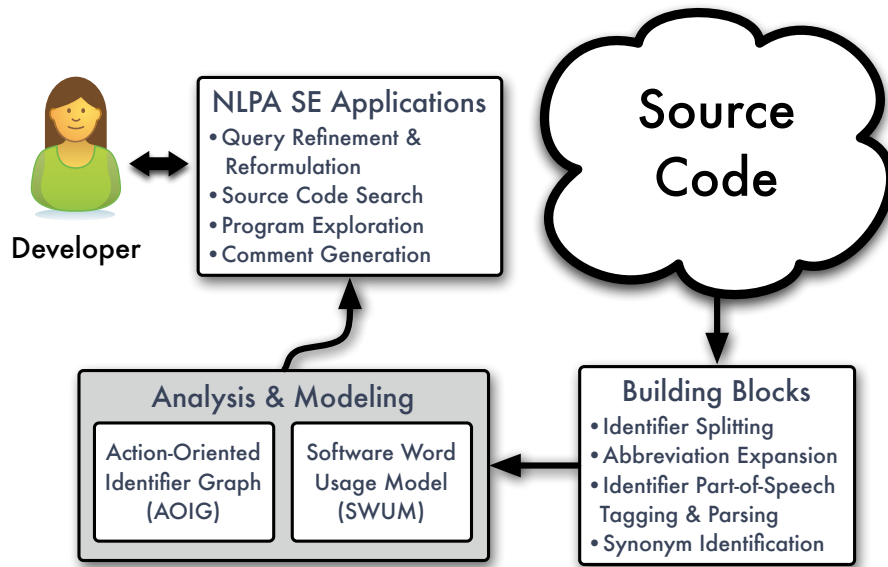 NLPA SE Applications
• Query Refinement &
Reformulation
• Source Code Search
• Program Exploration
• Comment Generation
Developer
Source
Code
Analysis & Modeling
Action-Oriented
Identifier Graph
(AOIG)
Software Word
Usage Model
(SWUM)
Building Blocks
• Identifier Splitting
• Abbreviation Expansion
• Identifier Part-of-Speech
Tagging & Parsing
• Synonym Identification